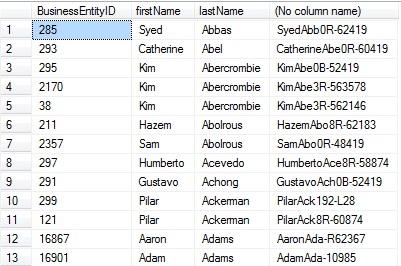 BusinessEntityID firstName lastName (No column name)
1 285 Syed Abbas SyedAbb0R-62419
2 293 Catherine Abel CatherineAbe0R-60419
3 295 Kim Abercrombie KimAbe0B-52419
4 2170 Kim Abercrombie KimAbe3R-563578
5 38 Kim Abercrombie KimAbe3R-562146
6 211 Hazem Abolrous HazemAbo8R-62183
7 2357 Sam Abolrous SamAbo0R-48419
8 297 Humberto Acevedo HumbertoAce8R-58874
9 291 Gustavo Achong GustavoAch0B-52419
10 299 Pilar Ackerman PilarAck192-L28
11 121 Pilar Ackerman PilarAck8R-60874
12 16867 Aaron Adams AaronAda-R62367
13 16901 Adam Adams AdamAda-10985